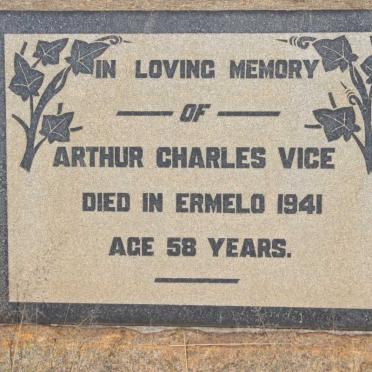 IN LOVING MEMORY
OF
ARTHUR CHARLES VICE
DIED IN ERMELO 1941
AGE 58 YEARS.